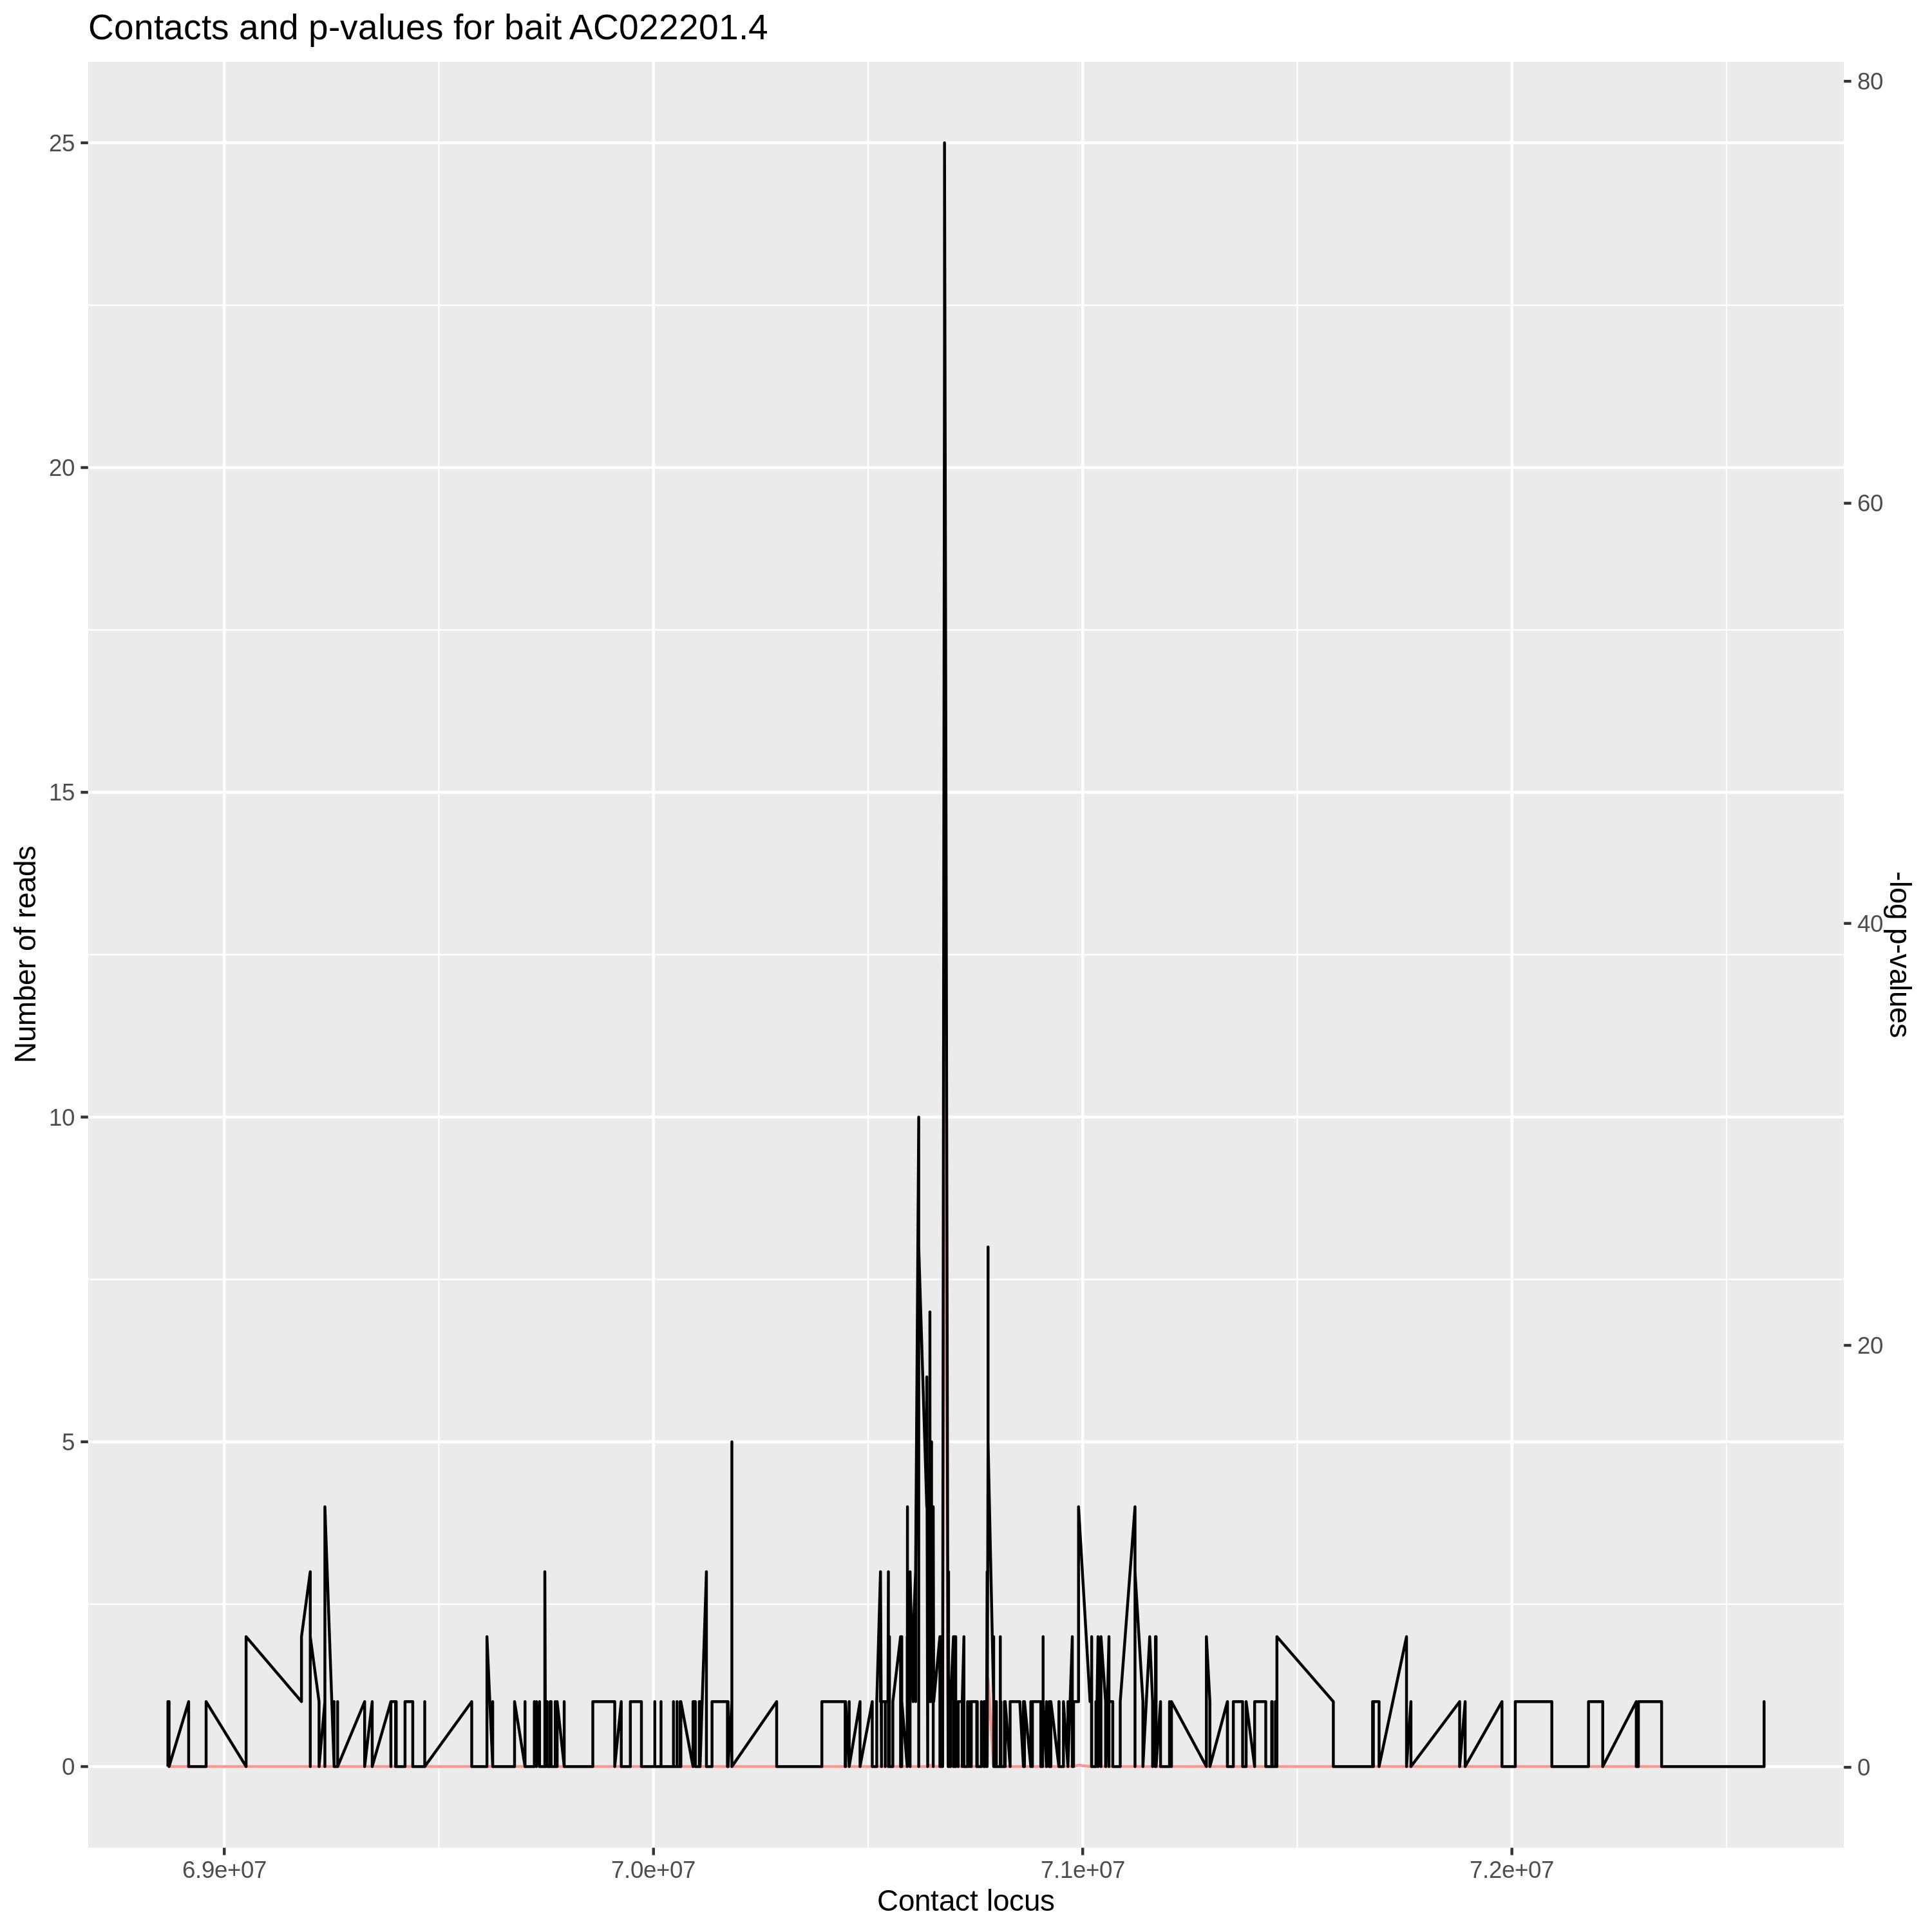 Contacts and p-values for bait AC022201.4
25
20
15
10
5
0
80
60
40
20
0
Number of reads
-log p-values
6.9e+07
7.0e+07
7.1e+07
7.2e+07
Contact locus